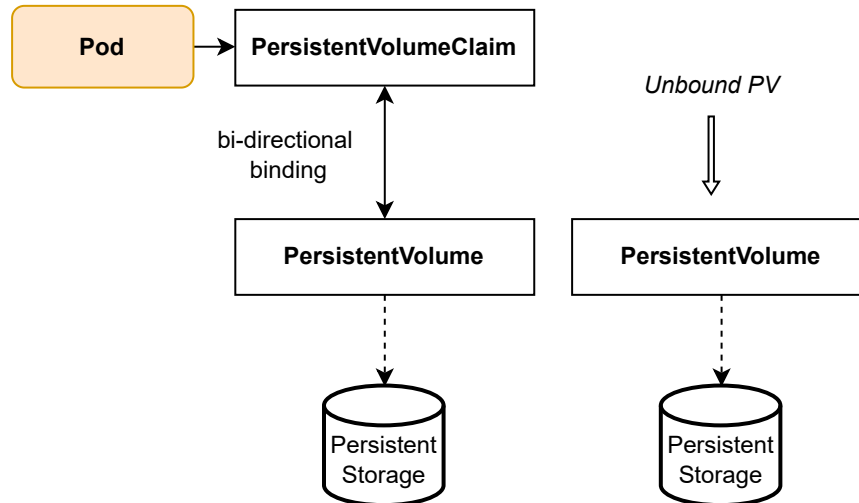 Pod
PersistentVolumeClaim
Unbound PV
bi-directional
binding
PersistentVolume
PersistentVolume
Persistent
Storage
Persistent
Storage